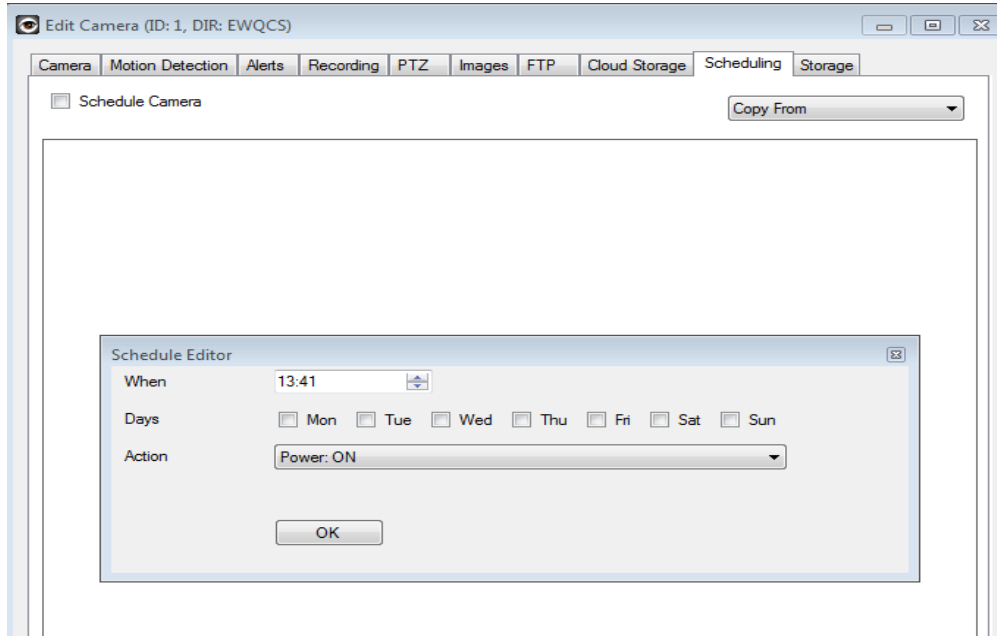 Edit Camera (ID: 1, DIR: EWQCS)
Camera Motion Detection Alerts Recording PTZ Images FTP Cloud Storage Scheduling Storage
Schedule Camera Copy From
Schedule Editor
When 13:41
Days Mon Tue Wed Thu Fri Sat Sun
Action Power: ON
OK